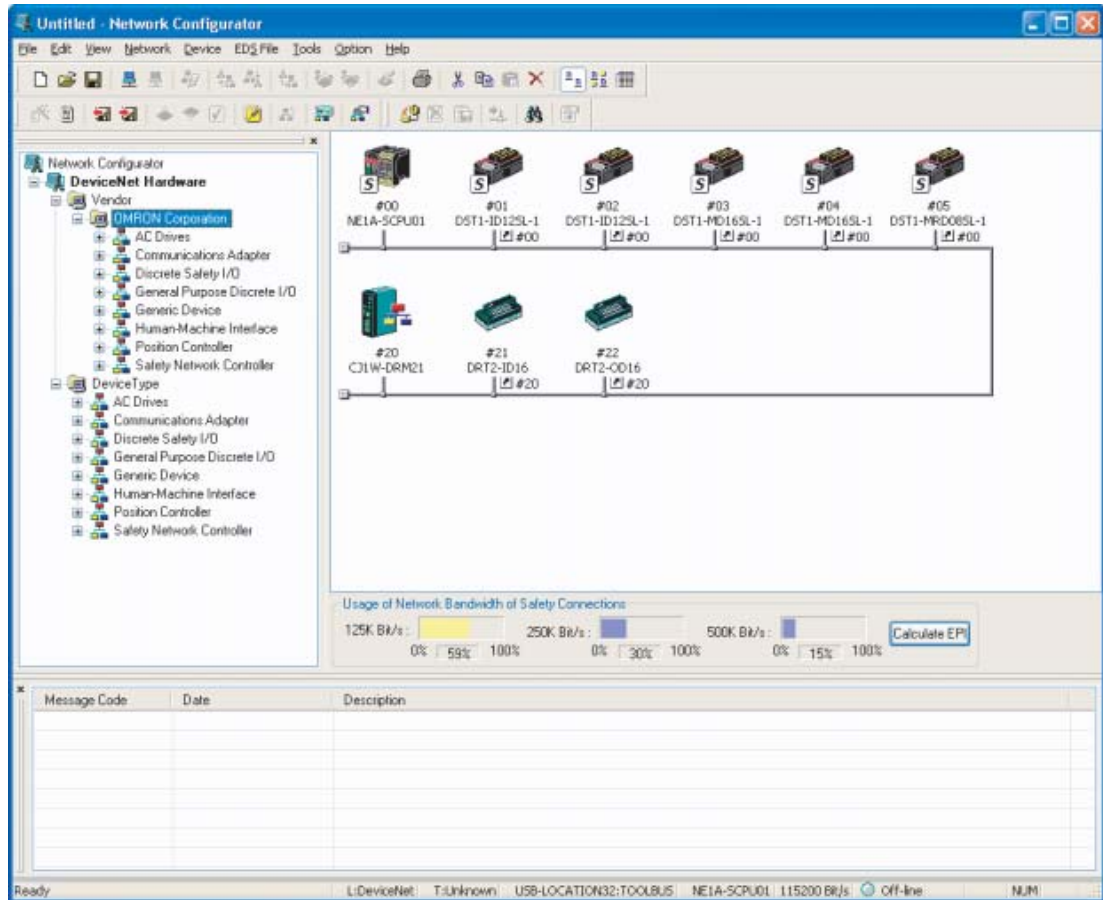 Untitled - Network Configurator
File Edit View Network Device EDS File Tools Option Help
Network Configurator
DeviceNet Hardware
Vendor
OMRON Corporation
AC Drives
Communications Adapter
Discrete Safety I/O
General Purpose Discrete I/O
Generic Device
Human-Machine Interface
Position Controller
Safety Network Controller
DeviceType
AC Drives
Communications Adapter
Discrete Safety I/O
General Purpose Discrete I/O
Generic Device
Human-Machine Interface
Position Controller
Safety Network Controller
S S S S S S
#00 #01 #02 #03 #04 #05
NE1A-SCPU01 DST1-ID12SL-1 DST1-ID12SL-1 DST1-MD16SL-1 DST1-MD16SL-1 DST1-MRD08SL-1
#00 #00 #00 #00 #00
#20 #21 #22
CJ1W-DRM21 DRT2-ID16 DRT2-OD16
#20 #20
Usage of Network Bandwidth of Safety Connections
125K Bit/s : 250K Bit/s : 500K Bit/s : Calculate EPI
0% 59% 100% 0% 30% 100% 0% 15% 100%
Message Code Date Description
Ready L:DeviceNet T:Unknown USB-LOCATION32:TOOLBUS NE1A-SCPU01 115200 Bit/s Off-line NUM